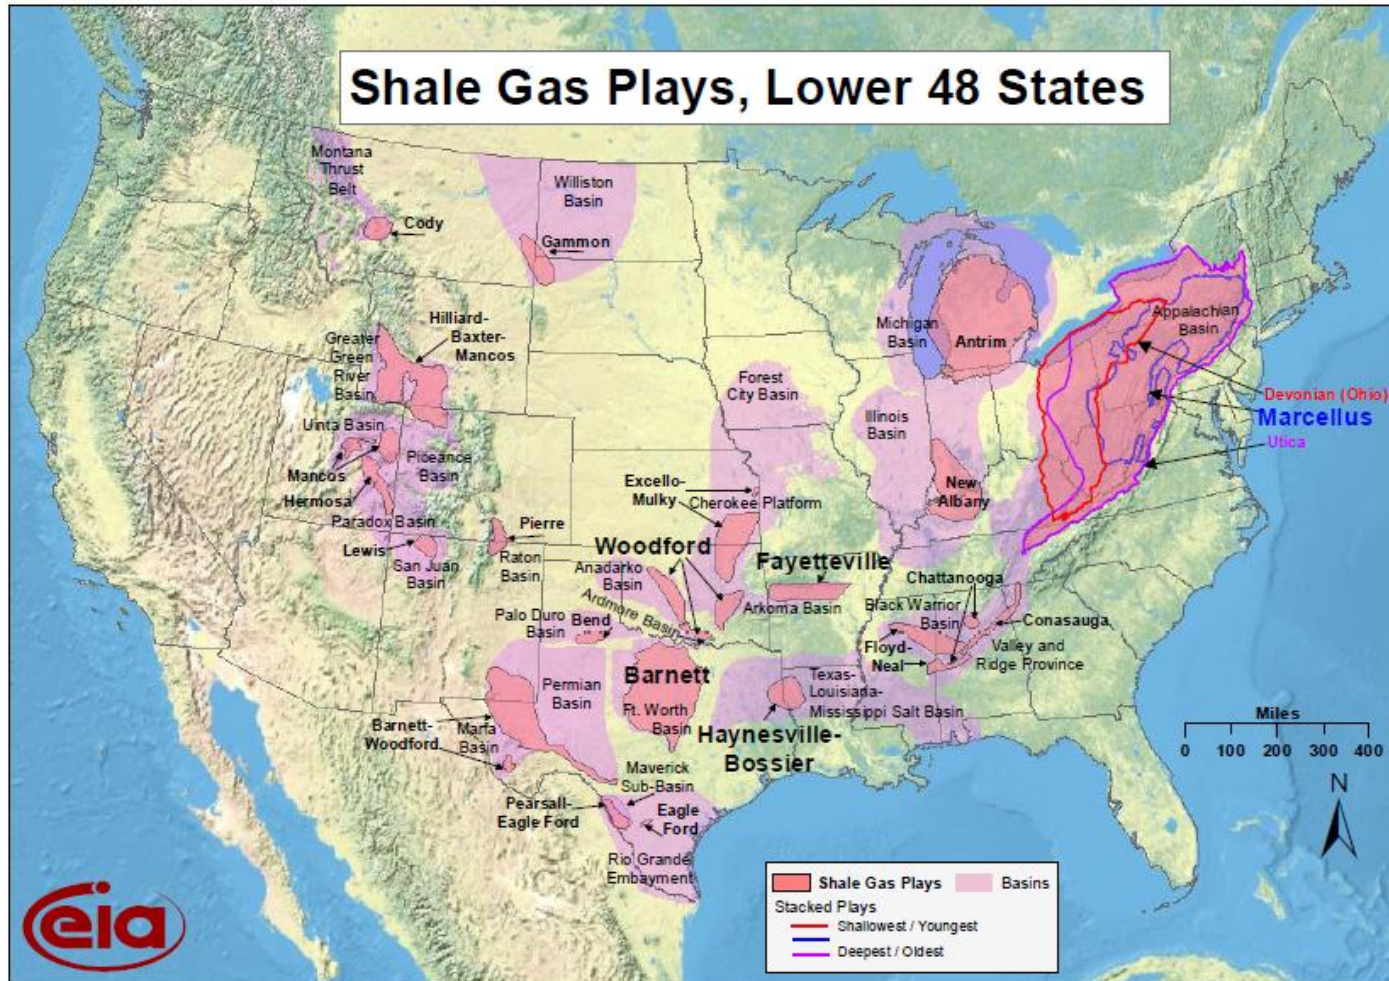 Shale Gas Plays, Lower 48 States
Montana
Thrust
Belt
Cody
Williston
Basin
Gammon
Hilliard-
Baxter-
Mancos
Greater
Green
River
Basin
Uinta Basin
Mancos
Piceance
Basin
Hermosa
Paradox Basin
Lewis
San Juan
Basin
Pierre
Raton
Basin
Michigan
Basin
Antrim
Forest
City Basin
Illinois
Basin
New
Albany
Excello-
Mulky
Cherokee Platform
Appalachian
Basin
Devonian (Ohio)
Marcellus
Utica
Woodford
Anadarko
Basin
Ardmore Basin
Palo Duro
Basin
Bend
Fayetteville
Arkoma Basin
Chattanooga
Black Warrior
Basin
Conasauga
Floyd-
Neal
Valley and
Ridge Province
Barnett
Ft. Worth
Basin
Permian
Basin
Barnett-
Woodford
Marfa
Basin
Texas-
Louisiana-
Mississippi Salt Basin
Haynesville-
Bossier
Maverick
Sub-Basin
Pearsall-
Eagle Ford
Eagle
Ford
Rio Grande
Embayment
Miles
0 100 200 300 400
N
Shale Gas Plays Basins
Stacked Plays
Shallowest / Youngest
Deepest / Oldest
eia